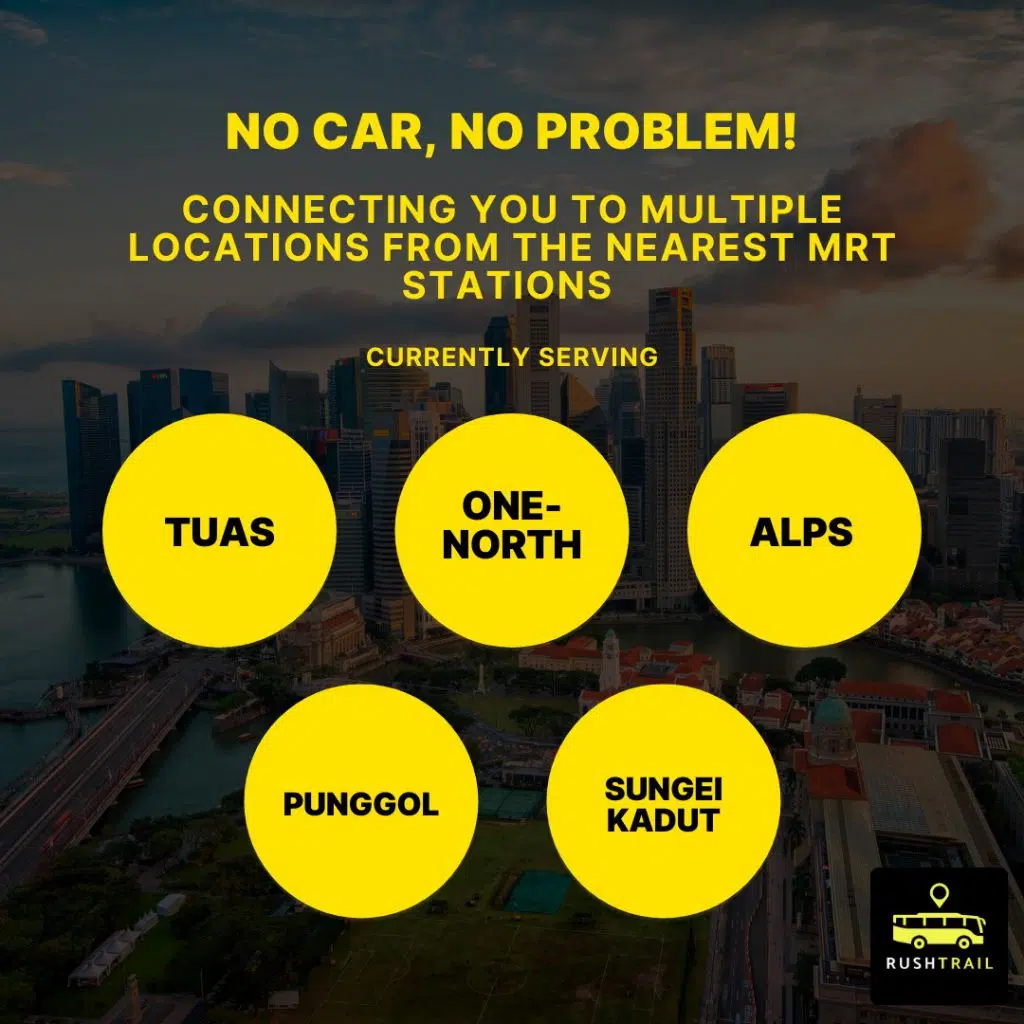 NO CAR, NO PROBLEM!
CONNECTING YOU TO MULTIPLE
LOCATIONS FROM THE NEAREST MRT
STATIONS
CURRENTLY SERVING
TUAS
ONE-
NORTH
ALPS
PUNGGOL
SUNGEI
KADUT
RUSHTRAIL